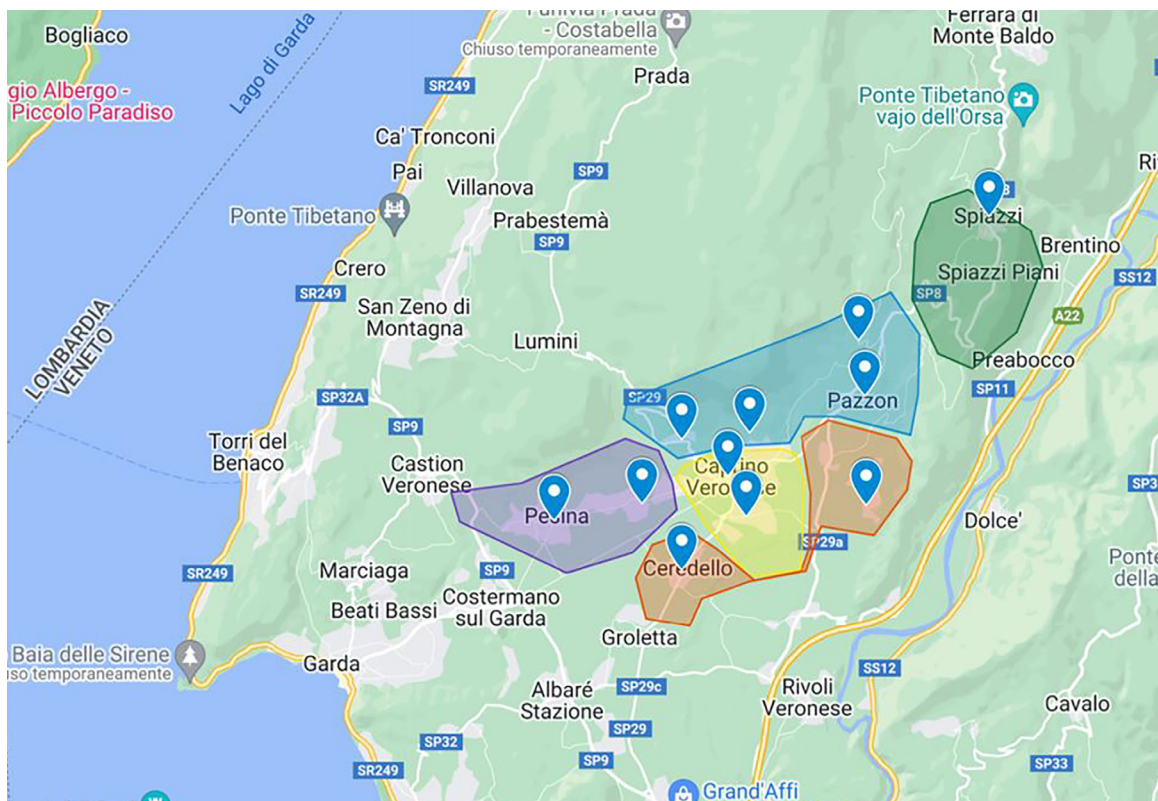 Bogliaco
Funivia Prada
- Costabella
Chiuso temporaneamente
Ferrara di
Monte Baldo
Prada
SR249
gio Albergo -
Piccolo Paradiso
Lago di Garda
Ponte Tibetano
vajo dell'Orsa
Ca' Tronconi
Pai
SP9
Villanova
Ponte Tibetano
Prabestemà
SP9
Spiazzi
Brentino
Crero
Spiazzi Piani
SS12
SR249
SP8
San Zeno di
Montagna
A22
LOMBARDIA
VENETO
Lumini
Preabocco
SP32A
SP29
Pazzon
SP11
SP9
Torri del
Benaco
Castion
Veronese
Caprino
Veronese
Pesina
Dolce'
SP29a
SR249
Marciaga
SP9
Ceredello
Ponte
della
Beati Bassi
Costermano
sul Garda
Groletta
Baia delle Sirene
uso temporaneamente
Garda
SS12
SP29c
Albaré
Stazione
Rivoli
Veronese
Cavalo
SP32
SP29
SP9
SR249
SP33
Grand'Affi